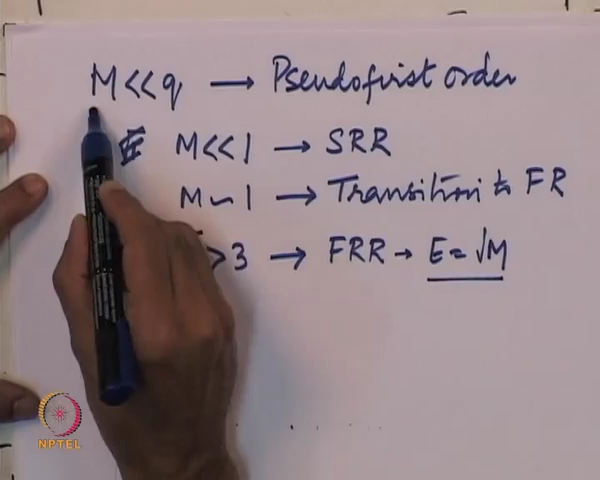 M<<q → Pseudofirst order
M<<1 → SRR
M ~ 1 → Transition to FR
>3 → FRR → E = √M
NPTEL